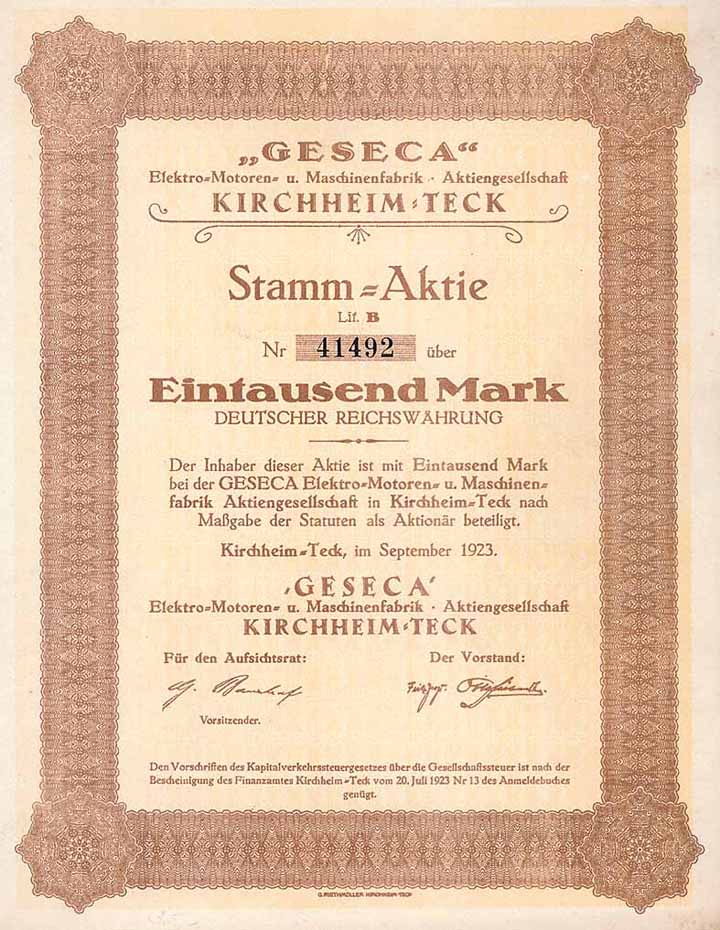 „GESECA“
Elektro=Motoren= u. Maschinenfabrik · Aktiengesellschaft
KIRCHHEIM=TECK
Stamm=Aktie
Lit. B
Nr 41492 über
Eintausend Mark
DEUTSCHER REICHSWÄHRUNG
Der Inhaber dieser Aktie ist mit Eintausend Mark
bei der GESECA Elektro=Motoren= u. Maschinen=
fabrik Aktiengesellschaft in Kirchheim=Teck nach
Maßgabe der Statuten als Aktionär beteiligt.
Kirchheim=Teck, im September 1923.
‚GESECA‘
Elektro=Motoren= u. Maschinenfabrik · Aktiengesellschaft
KIRCHHEIM=TECK
Für den Aufsichtsrat: Der Vorstand:
Vorsitzender.
Den Vorschriften des Kapitalverkehrssteuergesetzes über die Gesellschaftssteuer ist nach der
Bescheinigung des Finanzamtes Kirchheim=Teck vom 20. Juli 1923 Nr 13 des Anmeldebuches
genügt.
G. RIETHMÜLLER KIRCHHEIM-TECK